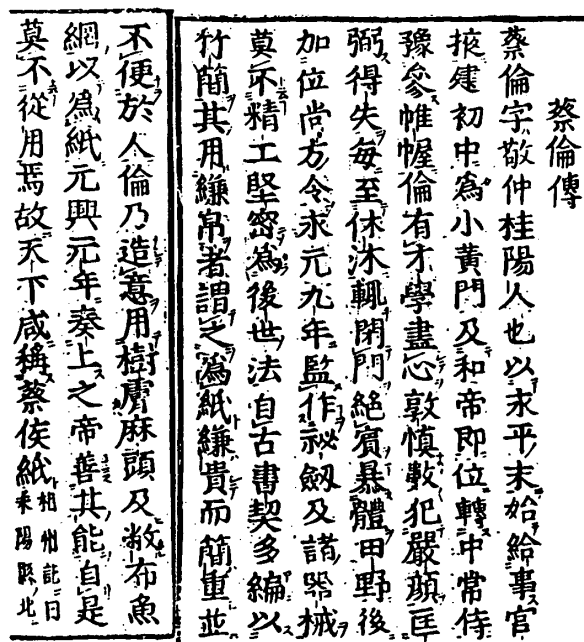 蔡倫傳
蔡倫字敬仲桂陽人也以永平末始給事宮
掖建初中為小黃門及和帝即位轉中常侍
豫參帷幄倫有才學盡心敦慎數犯嚴顔匡
弼得失每至休沐輒閉門絶賓暴體田野後
加位尚方令永元九年監作祕劔及諸器械
莫不精工堅密為後世法自古書契多編以
竹簡其用縑帛者謂之為紙縑貴而簡重並
不便於人倫乃造意用樹膚麻頭及敝布魚
網以為紙元興元年奏上之帝善其能自是
莫不從用焉故天下咸稱蔡侯紙 相州記曰耒陽縣北